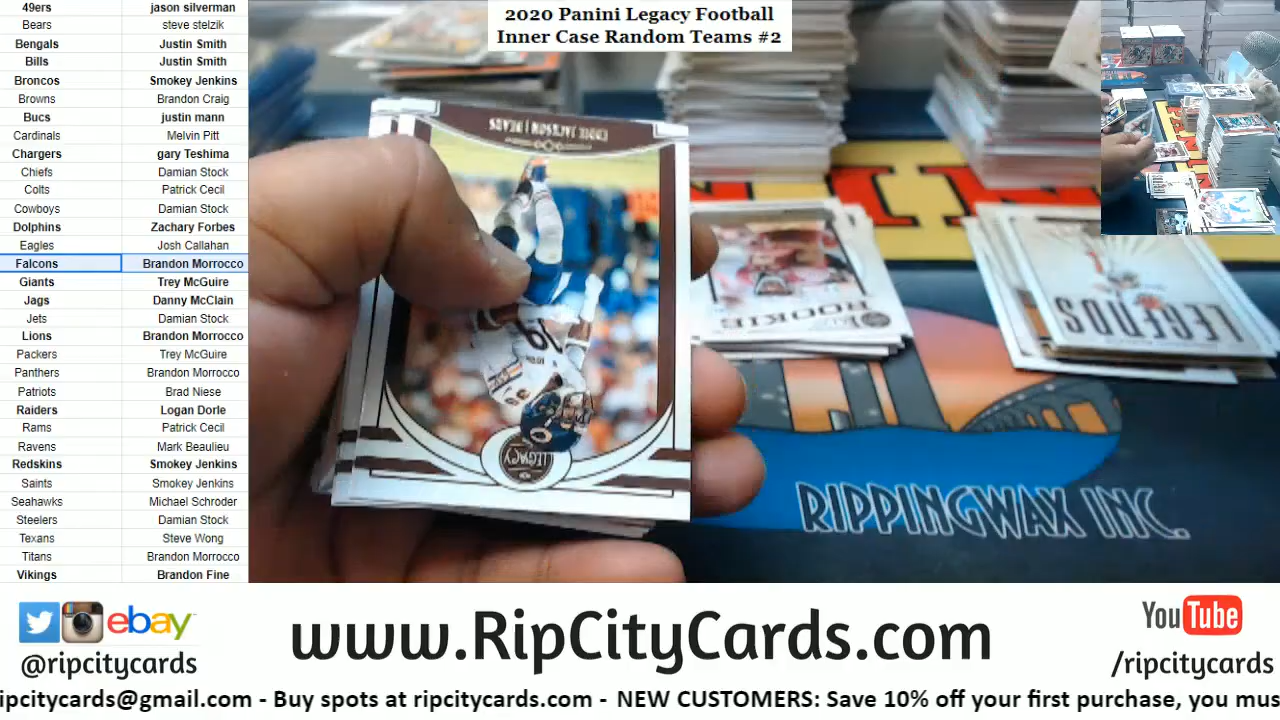 2020 Panini Legacy Football
Inner Case Random Teams #2
49ers jason silverman
Bears steve stelzik
Bengals Justin Smith
Bills Justin Smith
Broncos Smokey Jenkins
Browns Brandon Craig
Bucs justin mann
Cardinals Melvin Pitt
Chargers gary Teshima
Chiefs Damian Stock
Colts Patrick Cecil
Cowboys Damian Stock
Dolphins Zachary Forbes
Eagles Josh Callahan
Falcons Brandon Morrocco
Giants Trey McGuire
Jags Danny McClain
Jets Damian Stock
Lions Brandon Morrocco
Packers Trey McGuire
Panthers Brandon Morrocco
Patriots Brad Niese
Raiders Logan Dorle
Rams Patrick Cecil
Ravens Mark Beaulieu
Redskins Smokey Jenkins
Saints Smokey Jenkins
Seahawks Michael Schroder
Steelers Damian Stock
Texans Steve Wong
Titans Brandon Morrocco
Vikings Brandon Fine
EDDIE JACKSON | BEARS
LEGACY
ROOKIE
LEGENDS
RIPPINGWAX INC.
ebay
@ripcitycards
www.RipCityCards.com
YouTube
/ripcitycards
ipcitycards@gmail.com - Buy spots at ripcitycards.com - NEW CUSTOMERS: Save 10% off your first purchase, you mus